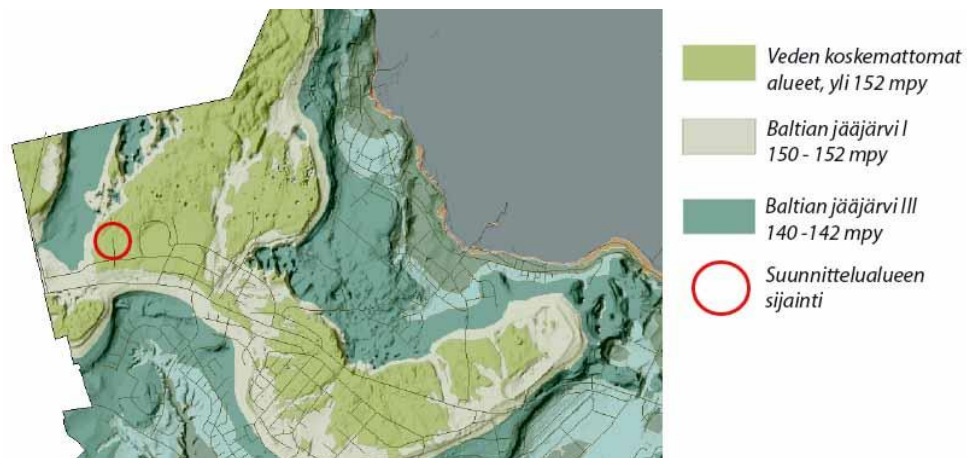 Veden koskemattomat
alueet, yli 152 mpy
Baltian jääjärvi I
150 - 152 mpy
Baltian jääjärvi III
140 -142 mpy
Suunnittelualueen
sijainti